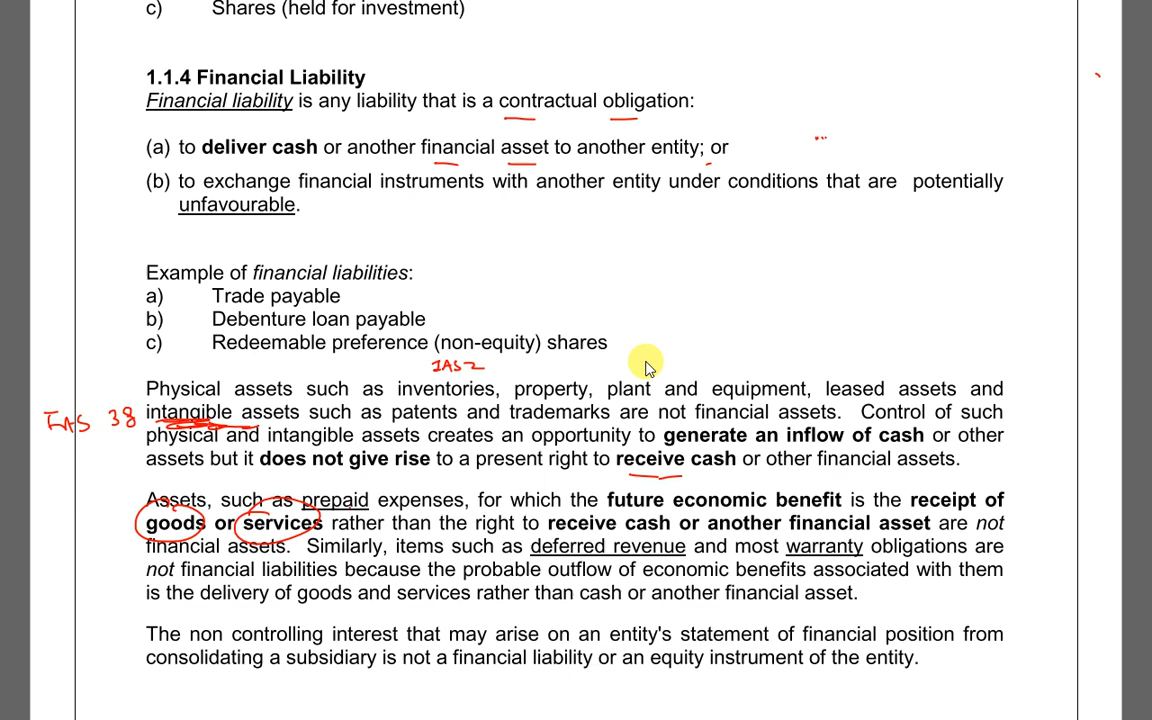 c) Shares (held for investment)
1.1.4 Financial Liability
Financial liability is any liability that is a contractual obligation:
(a) to deliver cash or another financial asset to another entity; or
(b) to exchange financial instruments with another entity under conditions that are potentially
unfavourable.
Example of financial liabilities:
a) Trade payable
b) Debenture loan payable
c) Redeemable preference (non-equity) shares
IAS 2
Physical assets such as inventories, property, plant and equipment, leased assets and
IAS 38 intangible assets such as patents and trademarks are not financial assets. Control of such
physical and intangible assets creates an opportunity to generate an inflow of cash or other
assets but it does not give rise to a present right to receive cash or other financial assets.
Assets, such as prepaid expenses, for which the future economic benefit is the receipt of
goods or services rather than the right to receive cash or another financial asset are not
financial assets. Similarly, items such as deferred revenue and most warranty obligations are
not financial liabilities because the probable outflow of economic benefits associated with them
is the delivery of goods and services rather than cash or another financial asset.
The non controlling interest that may arise on an entity's statement of financial position from
consolidating a subsidiary is not a financial liability or an equity instrument of the entity.